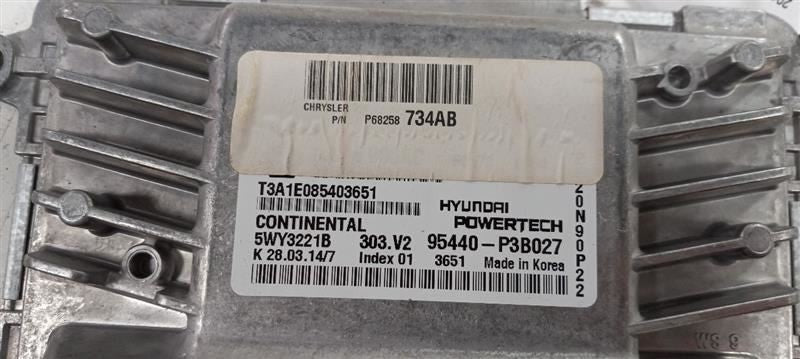 CHRYSLER
P/N P68258 734AB
T3A1E085403651
HYUNDAI
CONTINENTAL POWERTECH
5WY3221B 303.V2 95440-P3B027
K 28.03.14/7 Index 01 3651 Made in Korea
20N90P22